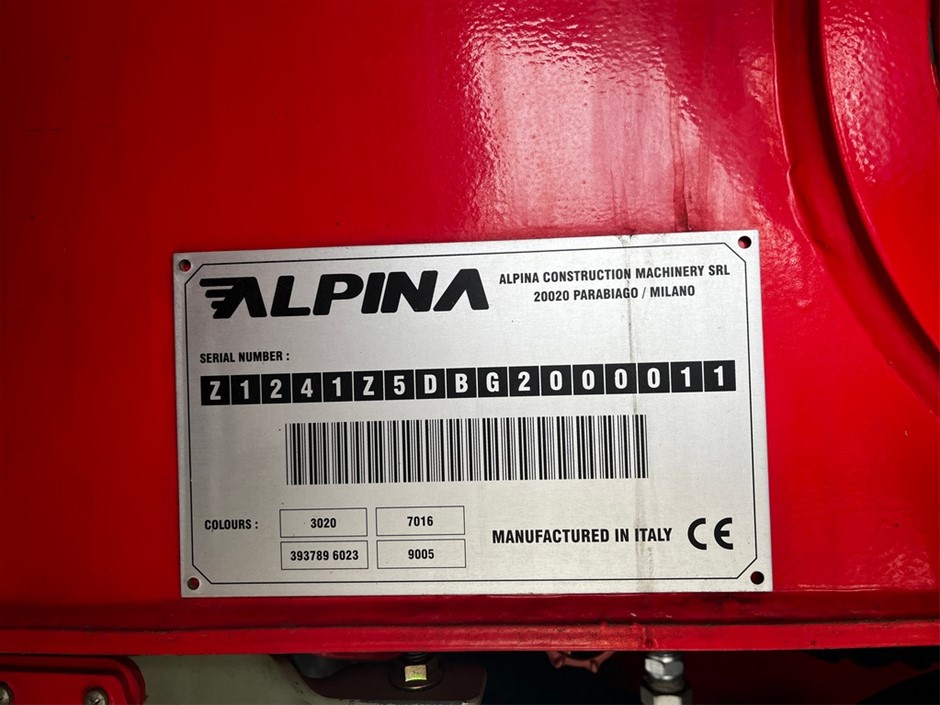 ALPINA
ALPINA CONSTRUCTION MACHINERY SRL
20020 PARABIAGO / MILANO
SERIAL NUMBER :
Z1241Z5DBG2000011
COLOURS :
3020 7016
393789 6023 9005
MANUFACTURED IN ITALY CE